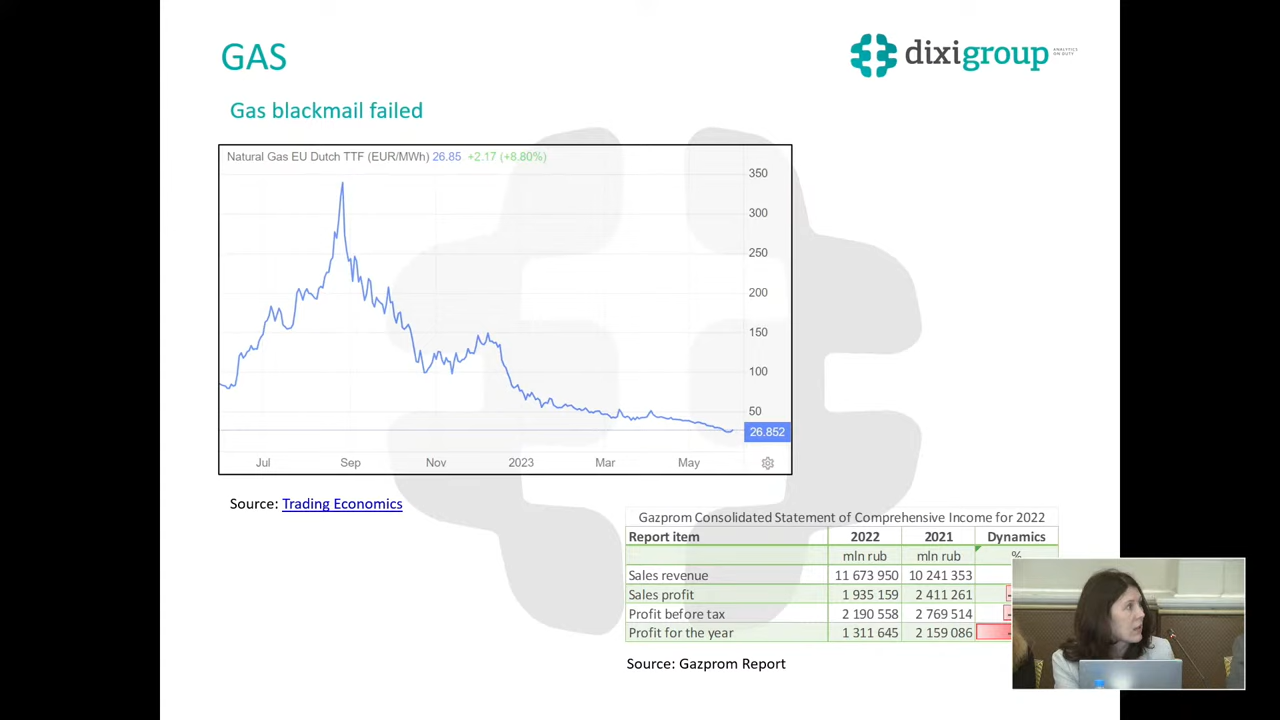 GAS
dixigroup
ANALYTICS
ON DUTY
Gas blackmail failed
Natural Gas EU Dutch TTF (EUR/MWh) 26.85 +2.17 (+8.80%)
350
300
250
200
150
100
50
26.852
Jul Sep Nov 2023 Mar May
Source: Trading Economics
Gazprom Consolidated Statement of Comprehensive Income for 2022
Report item 2022 2021 Dynamics
mln rub mln rub %
Sales revenue 11 673 950 10 241 353
Sales profit 1 935 159 2 411 261 -
Profit before tax 2 190 558 2 769 514 -
Profit for the year 1 311 645 2 159 086 -
Source: Gazprom Report